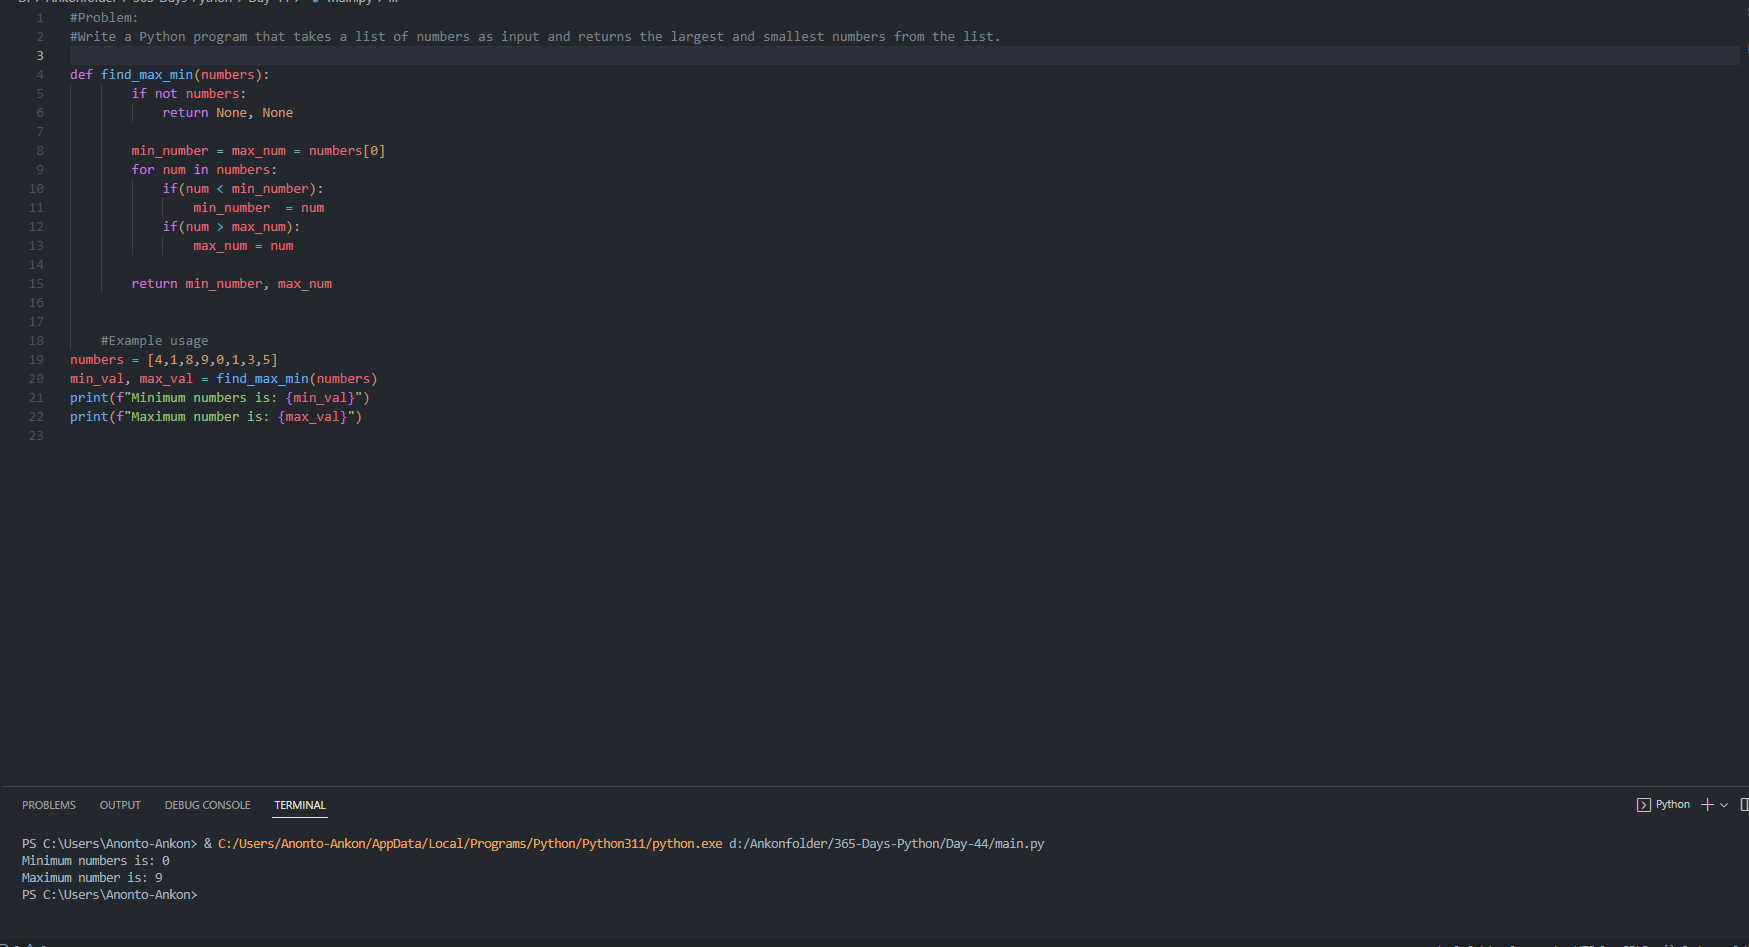 #Problem:
#Write a Python program that takes a list of numbers as input and returns the largest and smallest numbers from the list.
def find_max_min(numbers):
if not numbers:
return None, None
min_number = max_num = numbers[0]
for num in numbers:
if(num < min_number):
min_number  = num
if(num > max_num):
max_num = num
return min_number, max_num
#Example usage
numbers = [4,1,8,9,0,1,3,5]
min_val, max_val = find_max_min(numbers)
print(f"Minimum numbers is: {min_val}")
print(f"Maximum number is: {max_val}")
1
2
3
4
5
6
7
8
9
10
11
12
13
14
15
16
17
18
19
20
21
22
23
PROBLEMS OUTPUT DEBUG CONSOLE TERMINAL Python
PS C:\Users\Anonto-Ankon> & C:/Users/Anonto-Ankon/AppData/Local/Programs/Python/Python311/python.exe d:/Ankonfolder/365-Days-Python/Day-44/main.py
Minimum numbers is: 0
Maximum number is: 9
PS C:\Users\Anonto-Ankon>